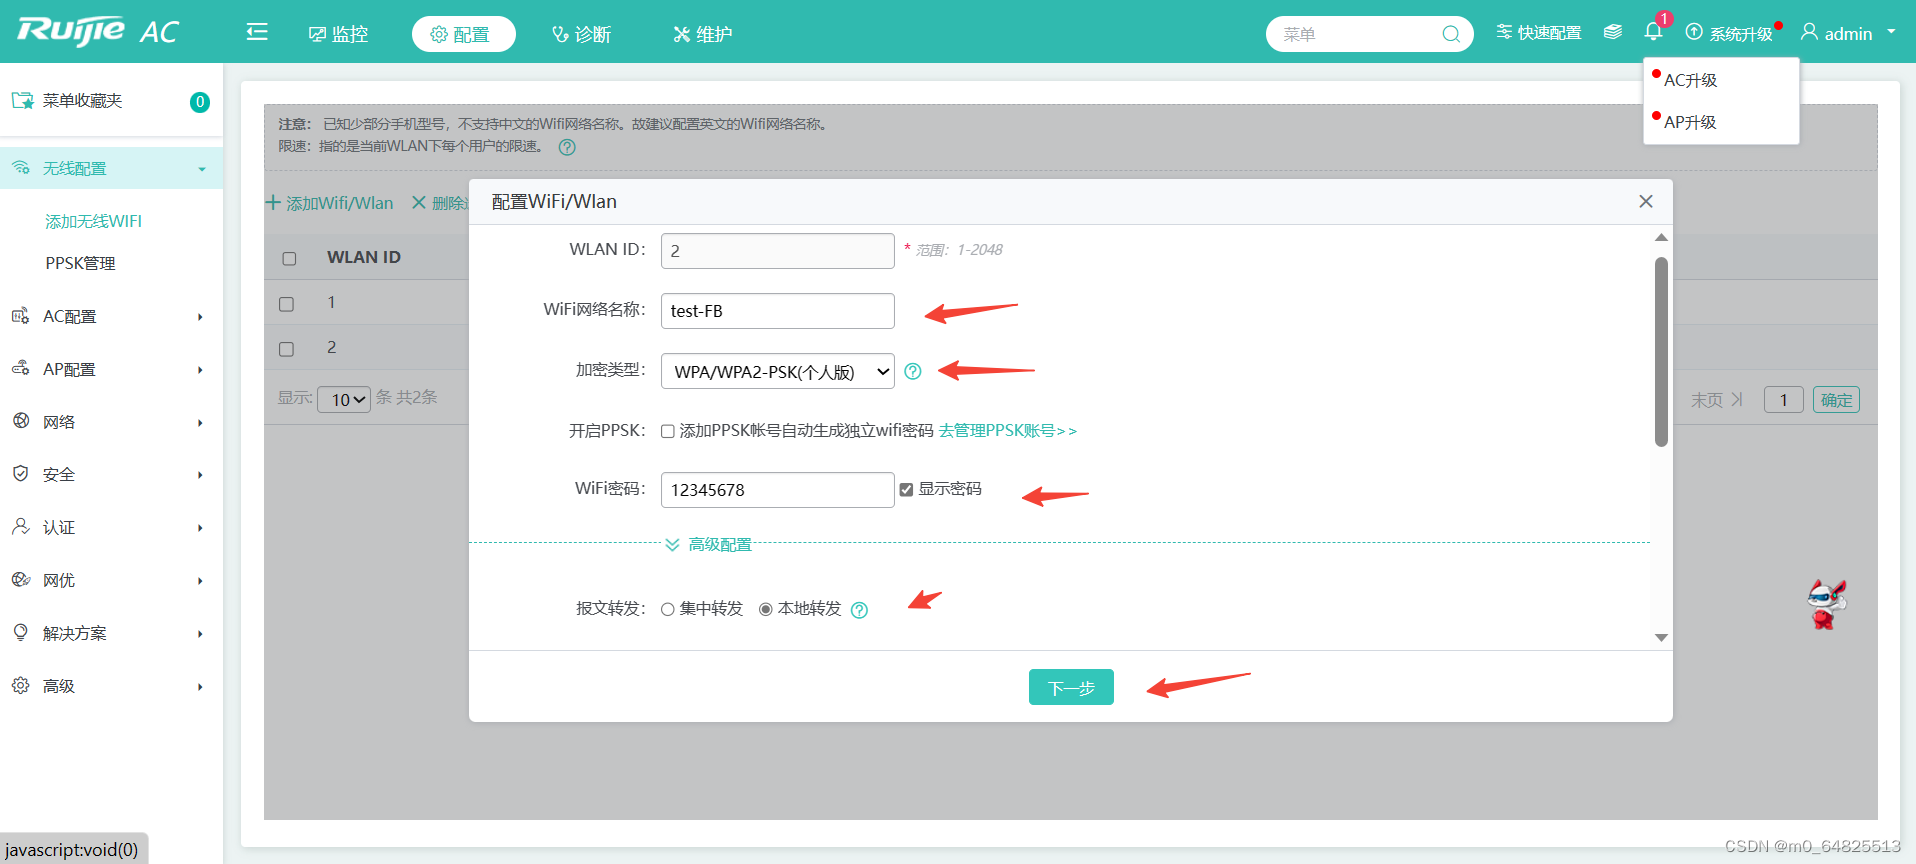 Ruijie AC
监控
配置
诊断
维护
菜单
快速配置
1
系统升级
admin
AC升级
AP升级
菜单收藏夹
0
无线配置
添加无线WIFI
PPSK管理
AC配置
AP配置
网络
安全
认证
网优
解决方案
高级
注意： 已知少部分手机型号，不支持中文的Wifi网络名称。故建议配置英文的Wifi网络名称。
限速：指的是当前WLAN下每个用户的限速。
添加Wifi/Wlan
删除
WLAN ID
1
2
显示: 10 条 共2条
末页
1
确定
配置WiFi/Wlan
WLAN ID： 2 * 范围：1-2048
WiFi网络名称： test-FB
加密类型： WPA/WPA2-PSK(个人版)
开启PPSK： 添加PPSK帐号自动生成独立wifi密码 去管理PPSK账号>>
WiFi密码： 12345678 显示密码
高级配置
报文转发： 集中转发 本地转发
下一步
javascript:void(0)
CSDN @m0_64825513